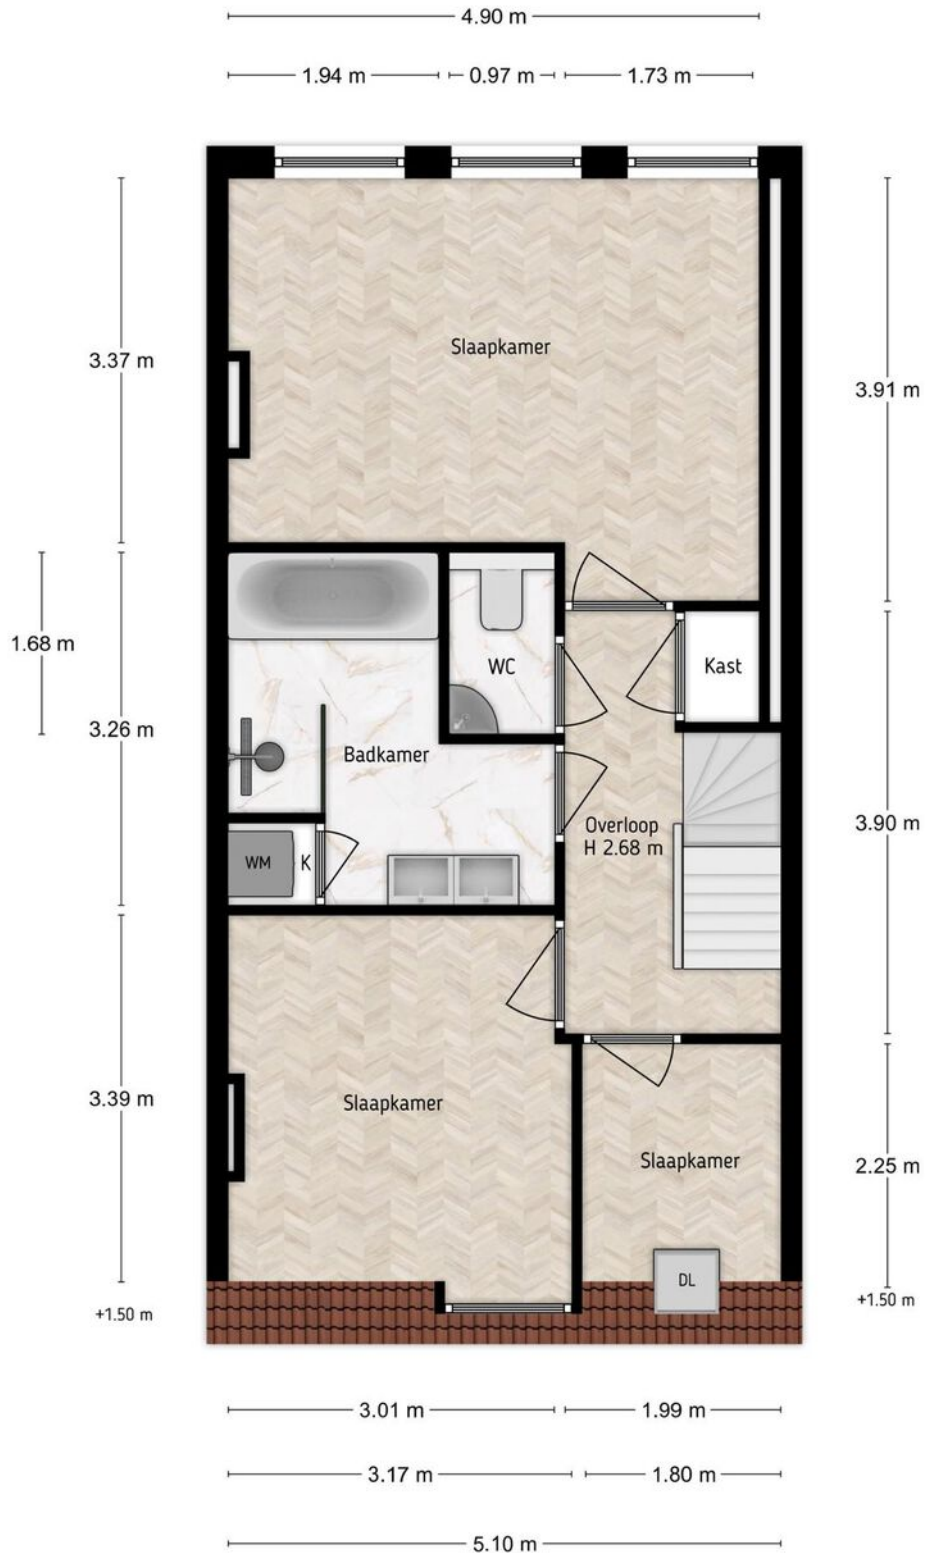 4.90 m
1.94 m
0.97 m
1.73 m
Slaapkamer
3.37 m
3.91 m
1.68 m
WC
Kast
3.26 m
Badkamer
Overloop
H 2.68 m
3.90 m
WM
K
Slaapkamer
3.39 m
Slaapkamer
2.25 m
DL
+1.50 m
+1.50 m
3.01 m
1.99 m
3.17 m
1.80 m
5.10 m